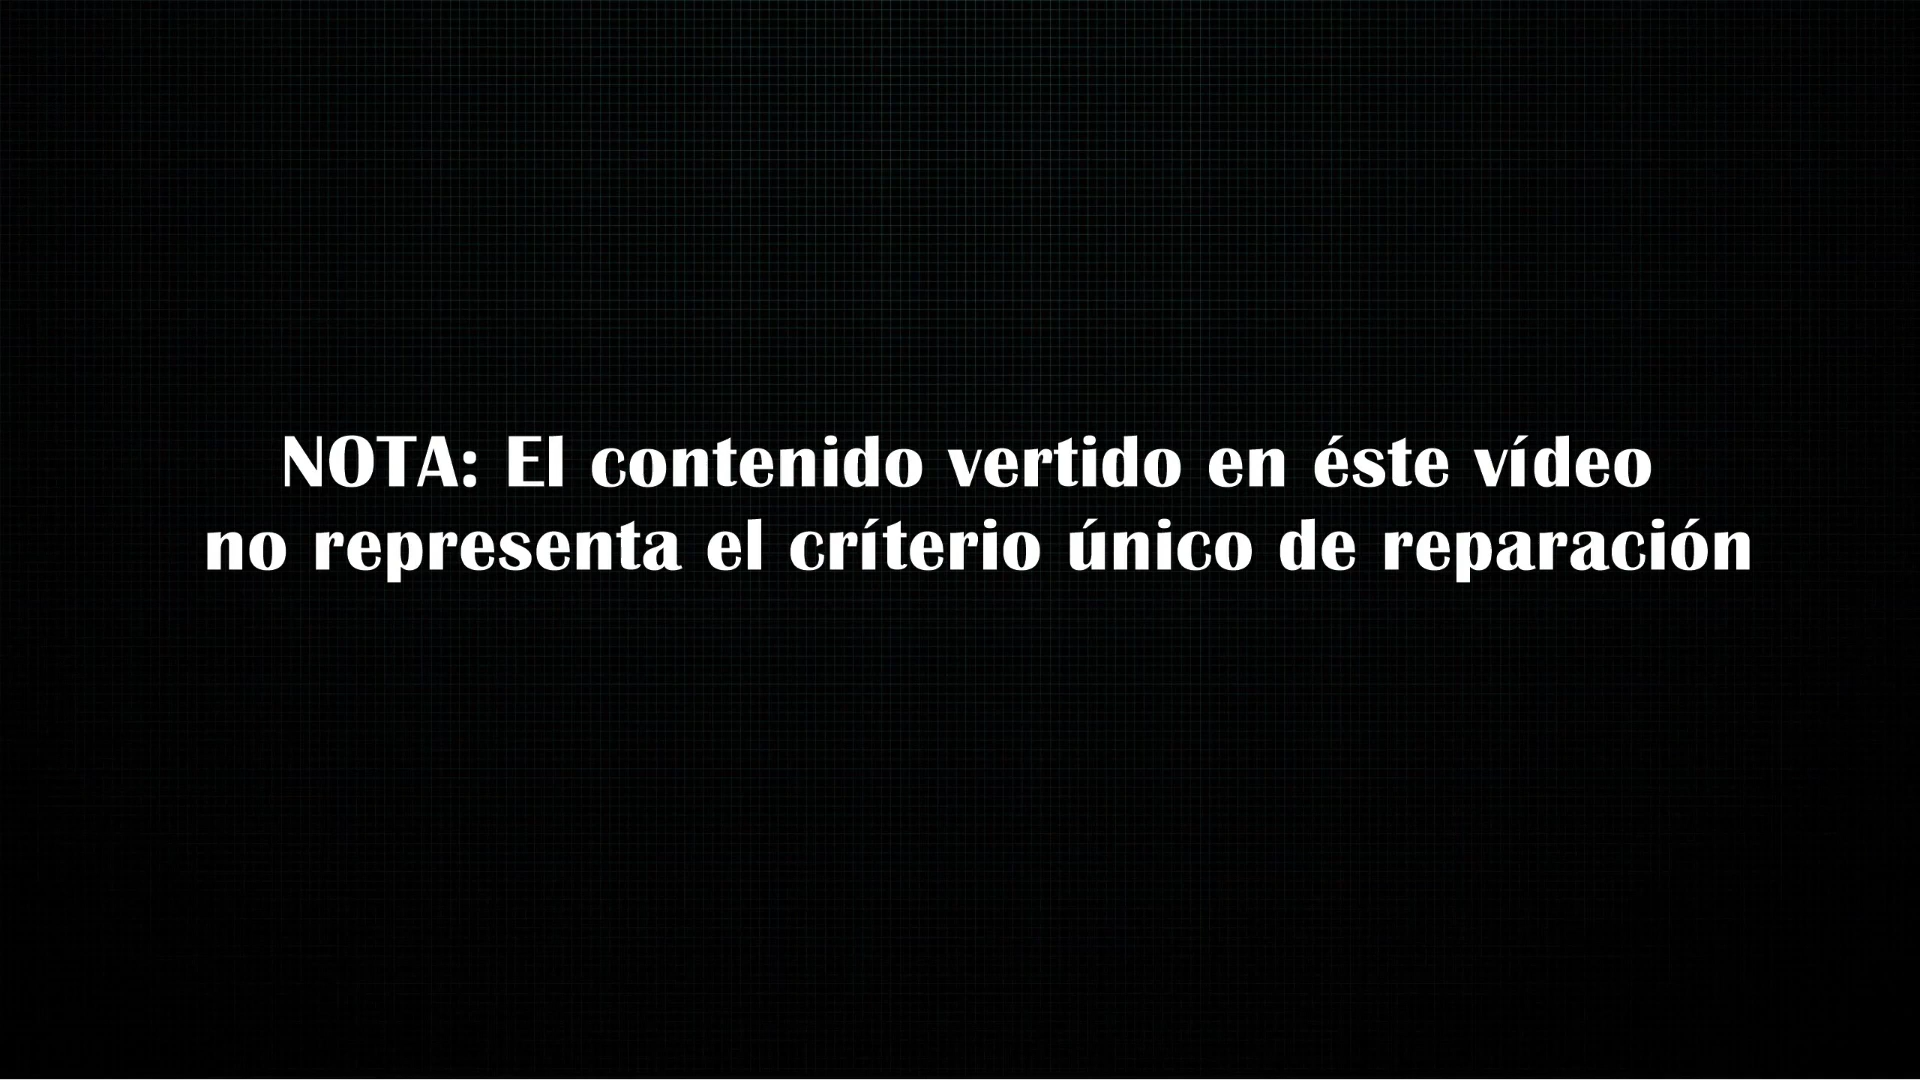 NOTA: El contenido vertido en éste vídeo
no representa el críterio único de reparación